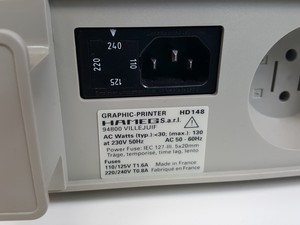 240
220
110
125
GRAPHIC-PRINTER HD148
HAMEG S.a.r.l.
94800 VILLEJUIF
AC Watts (typ.):<30; (max.): 130
at 230V 50Hz AC 50 - 60Hz
Power Fuse: IEC 127-III, 5x20mm
Träge, temporisé, time lag, lento
Fuses Made in France
110/125V T1.6A
220/240V T0.8A Fabriqué en France